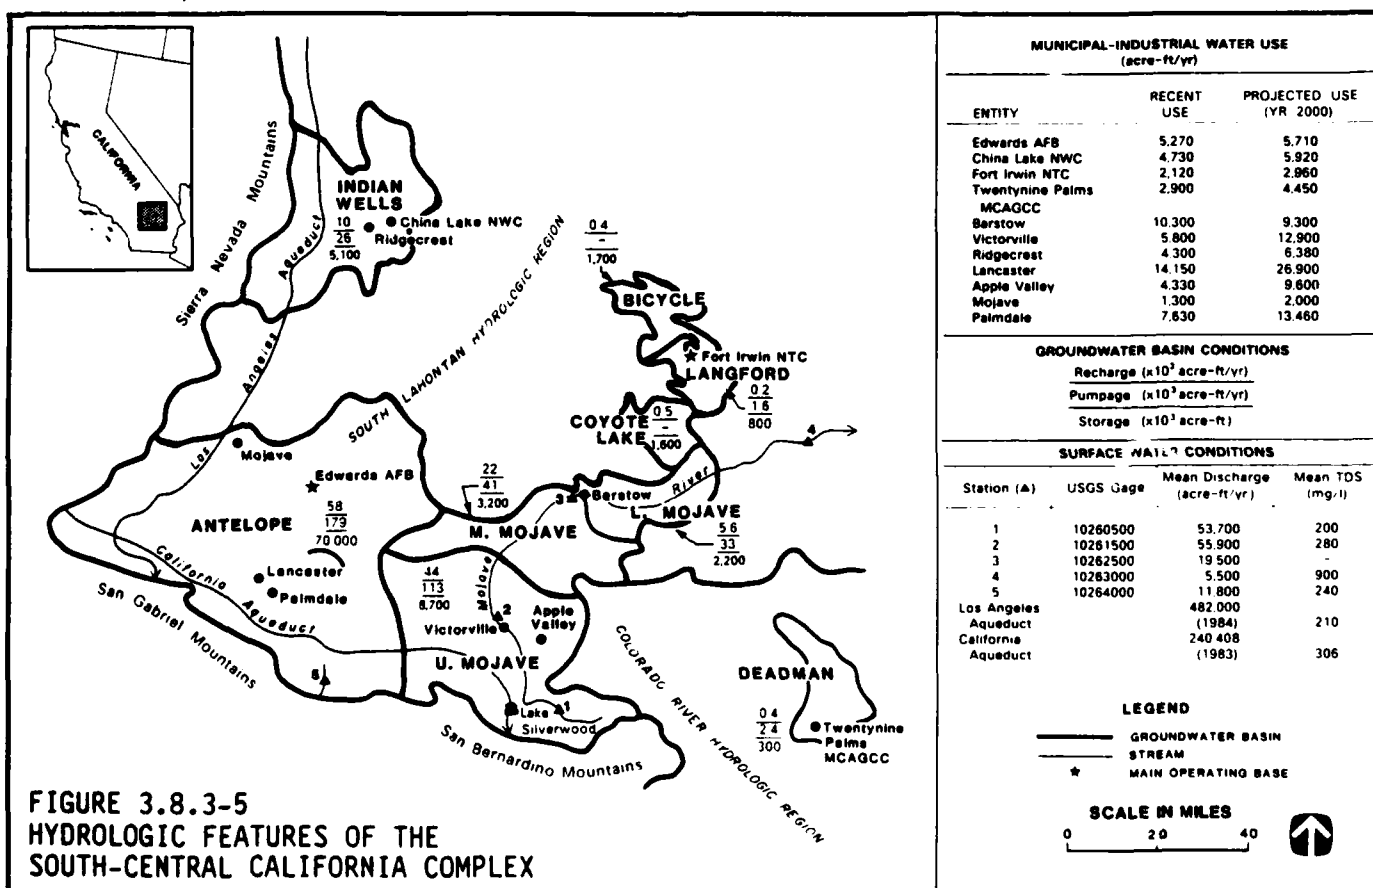 CALIFORNIA
Sierra Nevada Mountains
Los Angeles Aqueduct
INDIAN
WELLS
10
26
5,100
China Lake NWC
Ridgecrest
SOUTH LAHONTAN HYDROLOGIC REGION
0.4
-
1,700
BICYCLE
Fort Irwin NTC
LANGFORD
0.2
1.6
800
COYOTE
LAKE
0.5
-
1,600
4
Mojave
Edwards AFB
58
179
70 000
ANTELOPE
22
41
3,200
3
Barstow
River
L. MOJAVE
M. MOJAVE
5.6
33
2,200
Lancaster
Palmdale
California Aqueduct
San Gabriel Mountains
44
113
8,700
Mojave
2
Victorville
Apple
Valley
U. MOJAVE
5
Lake
Silverwood
1
San Bernardino Mountains
COLORADO RIVER HYDROLOGIC REGION
DEADMAN
0.4
2.4
300
Twentynine
Palms
MCAGCC
FIGURE 3.8.3-5
HYDROLOGIC FEATURES OF THE
SOUTH-CENTRAL CALIFORNIA COMPLEX
MUNICIPAL-INDUSTRIAL WATER USE
(acre-ft/yr)
RECENT PROJECTED USE
ENTITY USE (YR 2000)
Edwards AFB 5,270 5,710
China Lake NWC 4,730 5,920
Fort Irwin NTC 2,120 2,960
Twentynine Palms 2,900 4,450
MCAGCC
Barstow 10,300 9,300
Victorville 5,800 12,900
Ridgecrest 4,300 6,380
Lancaster 14,150 26,900
Apple Valley 4,330 9,600
Mojave 1,300 2,000
Palmdale 7,630 13,460
GROUNDWATER BASIN CONDITIONS
Recharge (x10³ acre-ft/yr)
Pumpage (x10³ acre-ft/yr)
Storage (x10³ acre-ft)
SURFACE WATER CONDITIONS
Mean Discharge Mean TDS
Station (▲) USGS Gage (acre-ft/yr) (mg/l)
1 10260500 53,700 200
2 10261500 55,900 280
3 10262500 19 500 -
4 10263000 5,500 900
5 10264000 11,800 240
Los Angeles 482,000
Aqueduct (1984) 210
California 240 408
Aqueduct (1983) 306
LEGEND
GROUNDWATER BASIN
STREAM
★ MAIN OPERATING BASE
SCALE IN MILES
0 20 40